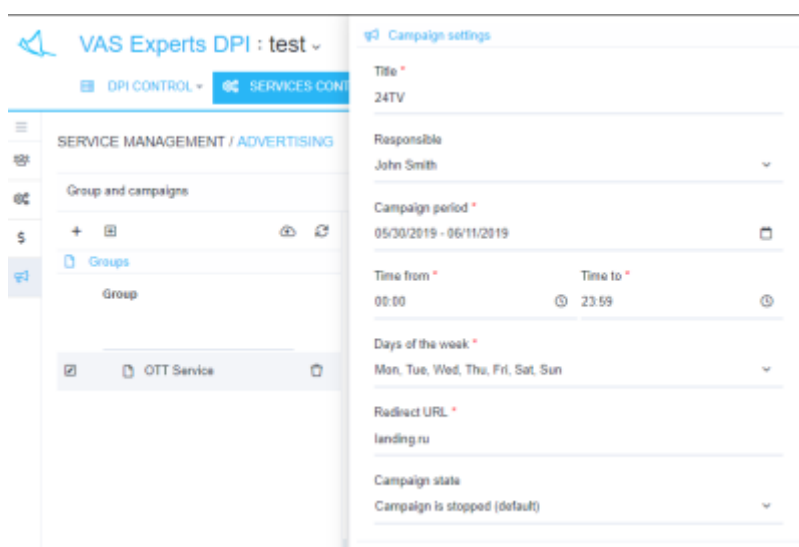 VAS Experts DPI : test
DPI CONTROL
SERVICES CONT
SERVICE MANAGEMENT / ADVERTISING
Group and campaigns
Groups
Group
OTT Service
Campaign settings
Title *
24TV
Responsible
John Smith
Campaign period *
05/30/2019 - 06/11/2019
Time from * Time to *
00:00 23:59
Days of the week *
Mon, Tue, Wed, Thu, Fri, Sat, Sun
Redirect URL *
landing.ru
Campaign state
Campaign is stopped (default)